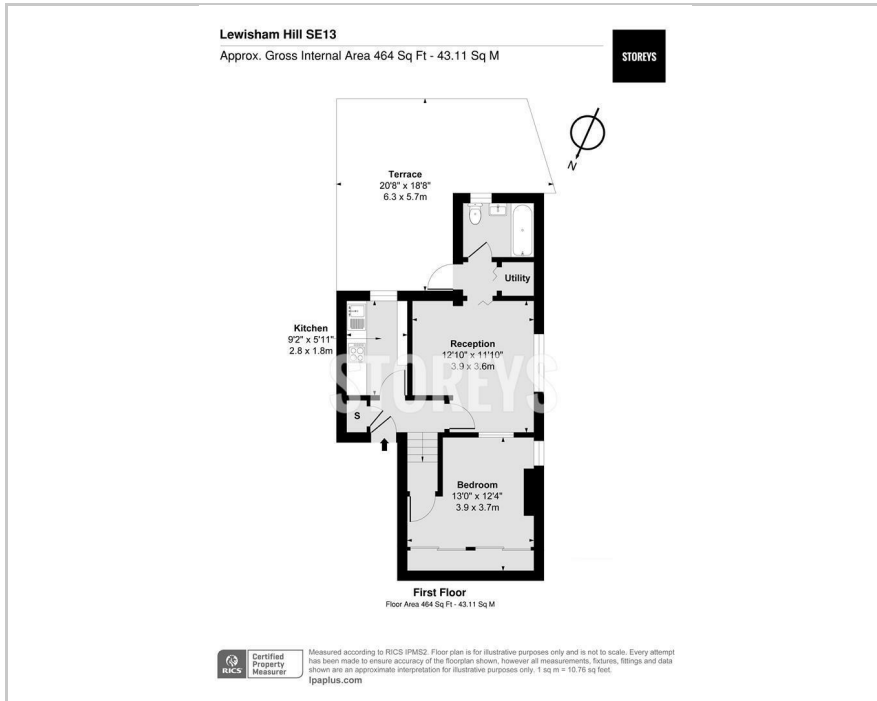 Lewisham Hill SE13
Approx. Gross Internal Area 464 Sq Ft - 43.11 Sq M
STOREYS
N
Terrace
20'8" x 18'8"
6.3 x 5.7m
Utility
Kitchen
9'2" x 5'11"
2.8 x 1.8m
Reception
12'10" x 11'10"
3.9 x 3.6m
STOREYS
S
Bedroom
13'0" x 12'4"
3.9 x 3.7m
First Floor
Floor Area 464 Sq Ft - 43.11 Sq M
RICS
Certified
Property
Measurer
Measured according to RICS IPMS2. Floor plan is for illustrative purposes only and is not to scale. Every attempt
has been made to ensure accuracy of the floorplan shown, however all measurements, fixtures, fittings and data
shown are an approximate interpretation for illustrative purposes only. 1 sq m = 10.76 sq feet.
lpaplus.com